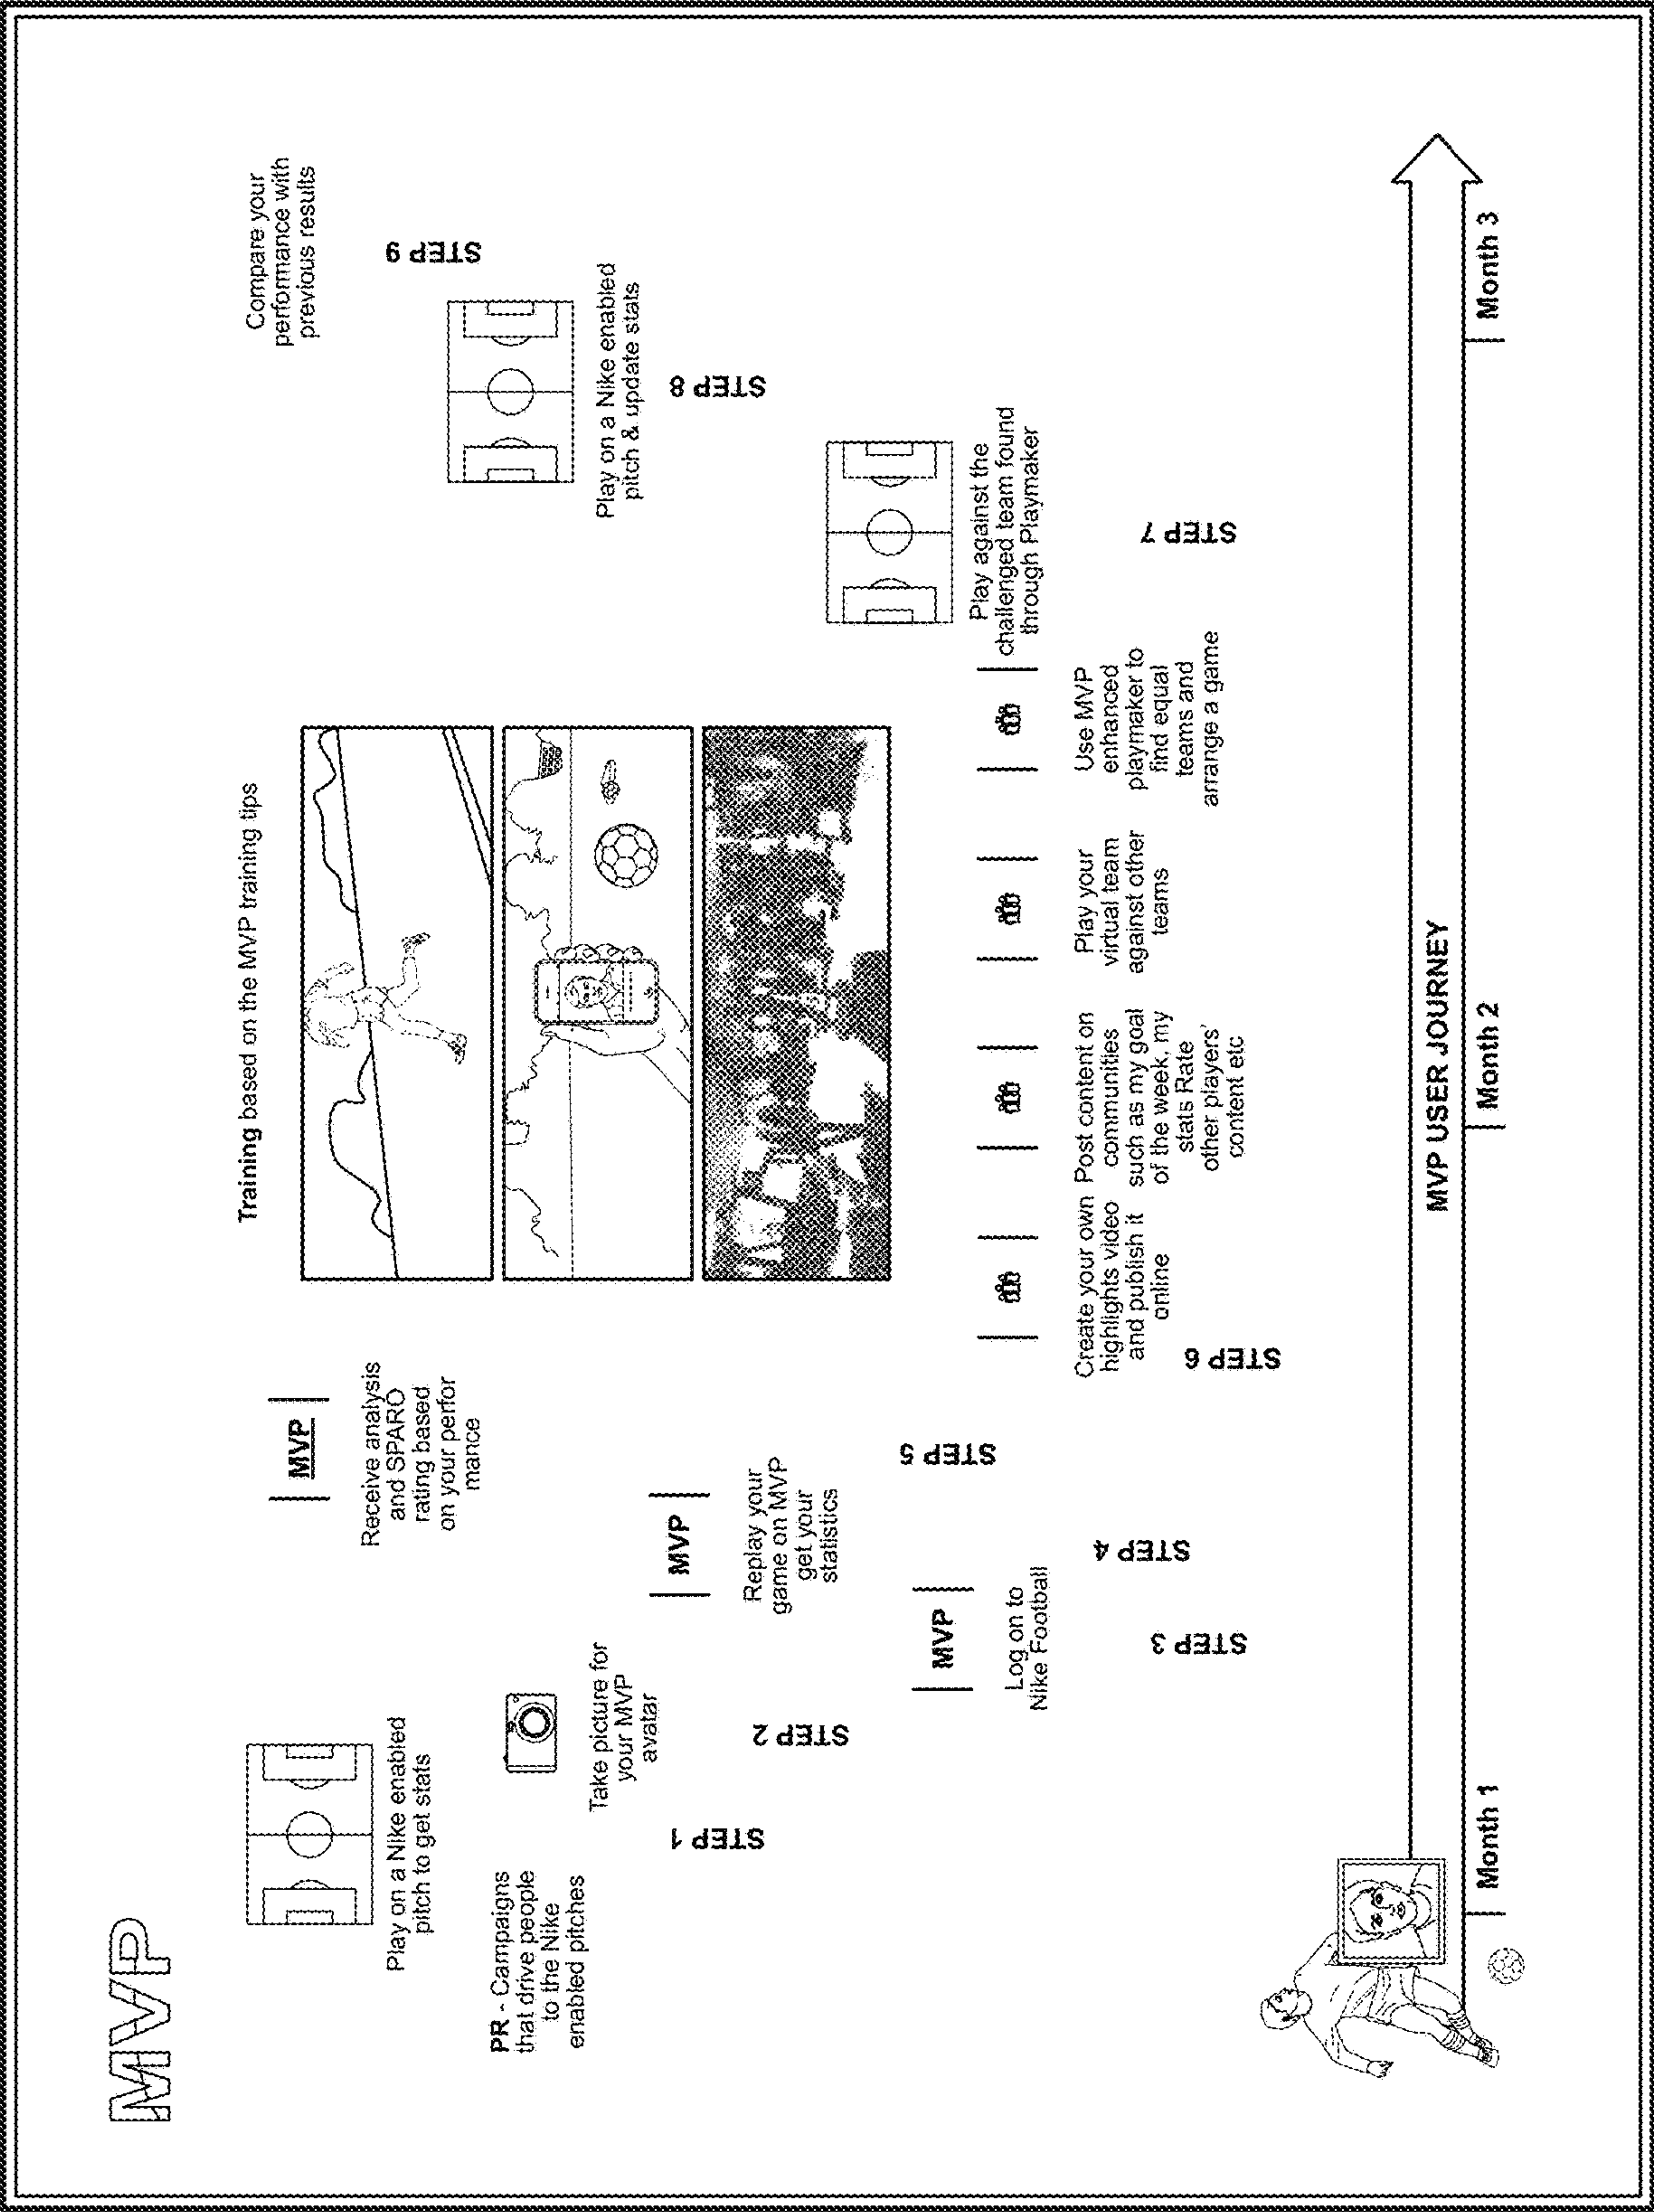 MVP
PR - Campaigns
that drive people
to the Nike
enabled pitches
Play on a Nike enabled
pitch to get stats
STEP 1
Take picture for
your MVP
avatar
STEP 2
MVP
Log on to
Nike Football
STEP 3
MVP
Replay your
game on MVP
get your
statistics
STEP 4
MVP
Receive analysis
and SPARO
rating based
on your perfor
mance
STEP 5
Training based on the MVP training tips
Create your own
highlights video
and publish it
online
STEP 6
Post content on
communities
such as my goal
of the week, my
stats Rate
other players'
content etc
Play your
virtual team
against other
teams
Use MVP
enhanced
playmaker to
find equal
teams and
arrange a game
Play against the
challenged team found
through Playmaker
STEP 7
Play on a Nike enabled
pitch & update stats
STEP 8
Compare your
performance with
previous results
STEP 9
MVP USER JOURNEY
Month 1
Month 2
Month 3